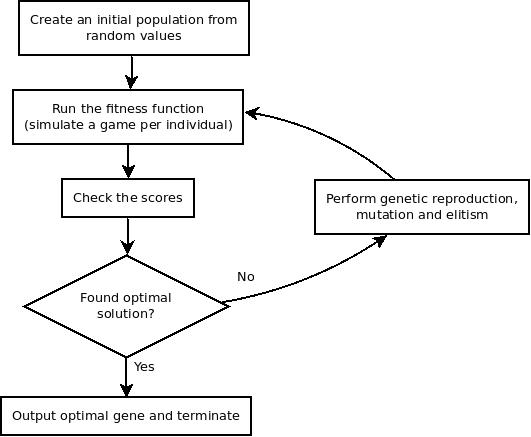 Create an initial population from
random values
Run the fitness function
(simulate a game per individual)
Check the scores
Perform genetic reproduction,
mutation and elitism
No
Found optimal
solution?
Yes
Output optimal gene and terminate